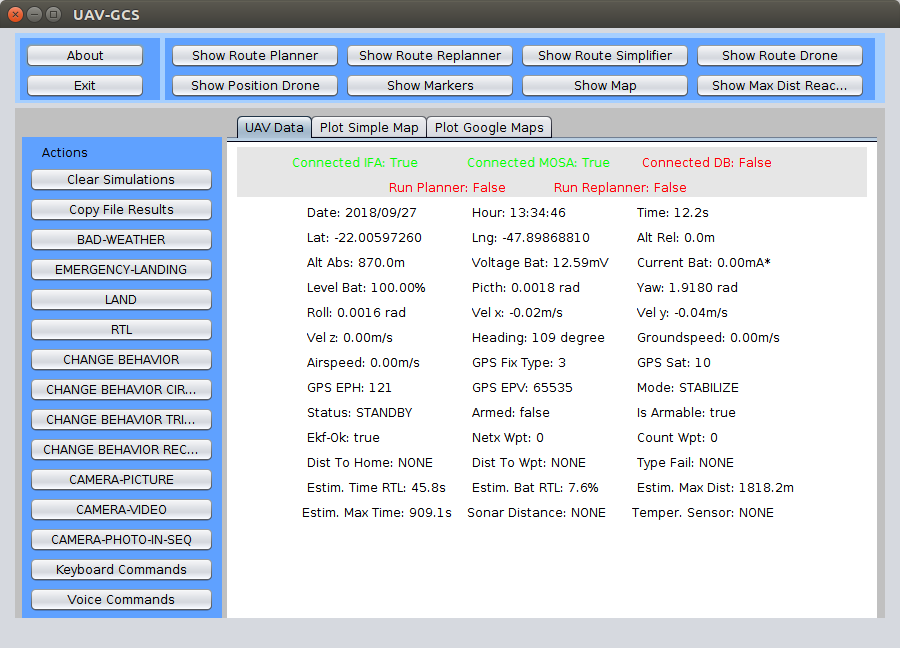 UAV-GCS
About
Exit
Show Route Planner
Show Route Replanner
Show Route Simplifier
Show Route Drone
Show Position Drone
Show Markers
Show Map
Show Max Dist Reac...
Actions
Clear Simulations
Copy File Results
BAD-WEATHER
EMERGENCY-LANDING
LAND
RTL
CHANGE BEHAVIOR
CHANGE BEHAVIOR CIR...
CHANGE BEHAVIOR TRI...
CHANGE BEHAVIOR REC...
CAMERA-PICTURE
CAMERA-VIDEO
CAMERA-PHOTO-IN-SEQ
Keyboard Commands
Voice Commands
UAV Data
Plot Simple Map
Plot Google Maps
Connected IFA: True
Connected MOSA: True
Connected DB: False
Run Planner: False
Run Replanner: False
Date: 2018/09/27
Hour: 13:34:46
Time: 12.2s
Lat: -22.00597260
Lng: -47.89868810
Alt Rel: 0.0m
Alt Abs: 870.0m
Voltage Bat: 12.59mV
Current Bat: 0.00mA*
Level Bat: 100.00%
Picth: 0.0018 rad
Yaw: 1.9180 rad
Roll: 0.0016 rad
Vel x: -0.02m/s
Vel y: -0.04m/s
Vel z: 0.00m/s
Heading: 109 degree
Groundspeed: 0.00m/s
Airspeed: 0.00m/s
GPS Fix Type: 3
GPS Sat: 10
GPS EPH: 121
GPS EPV: 65535
Mode: STABILIZE
Status: STANDBY
Armed: false
Is Armable: true
Ekf-Ok: true
Netx Wpt: 0
Count Wpt: 0
Dist To Home: NONE
Dist To Wpt: NONE
Type Fail: NONE
Estim. Time RTL: 45.8s
Estim. Bat RTL: 7.6%
Estim. Max Dist: 1818.2m
Estim. Max Time: 909.1s
Sonar Distance: NONE
Temper. Sensor: NONE